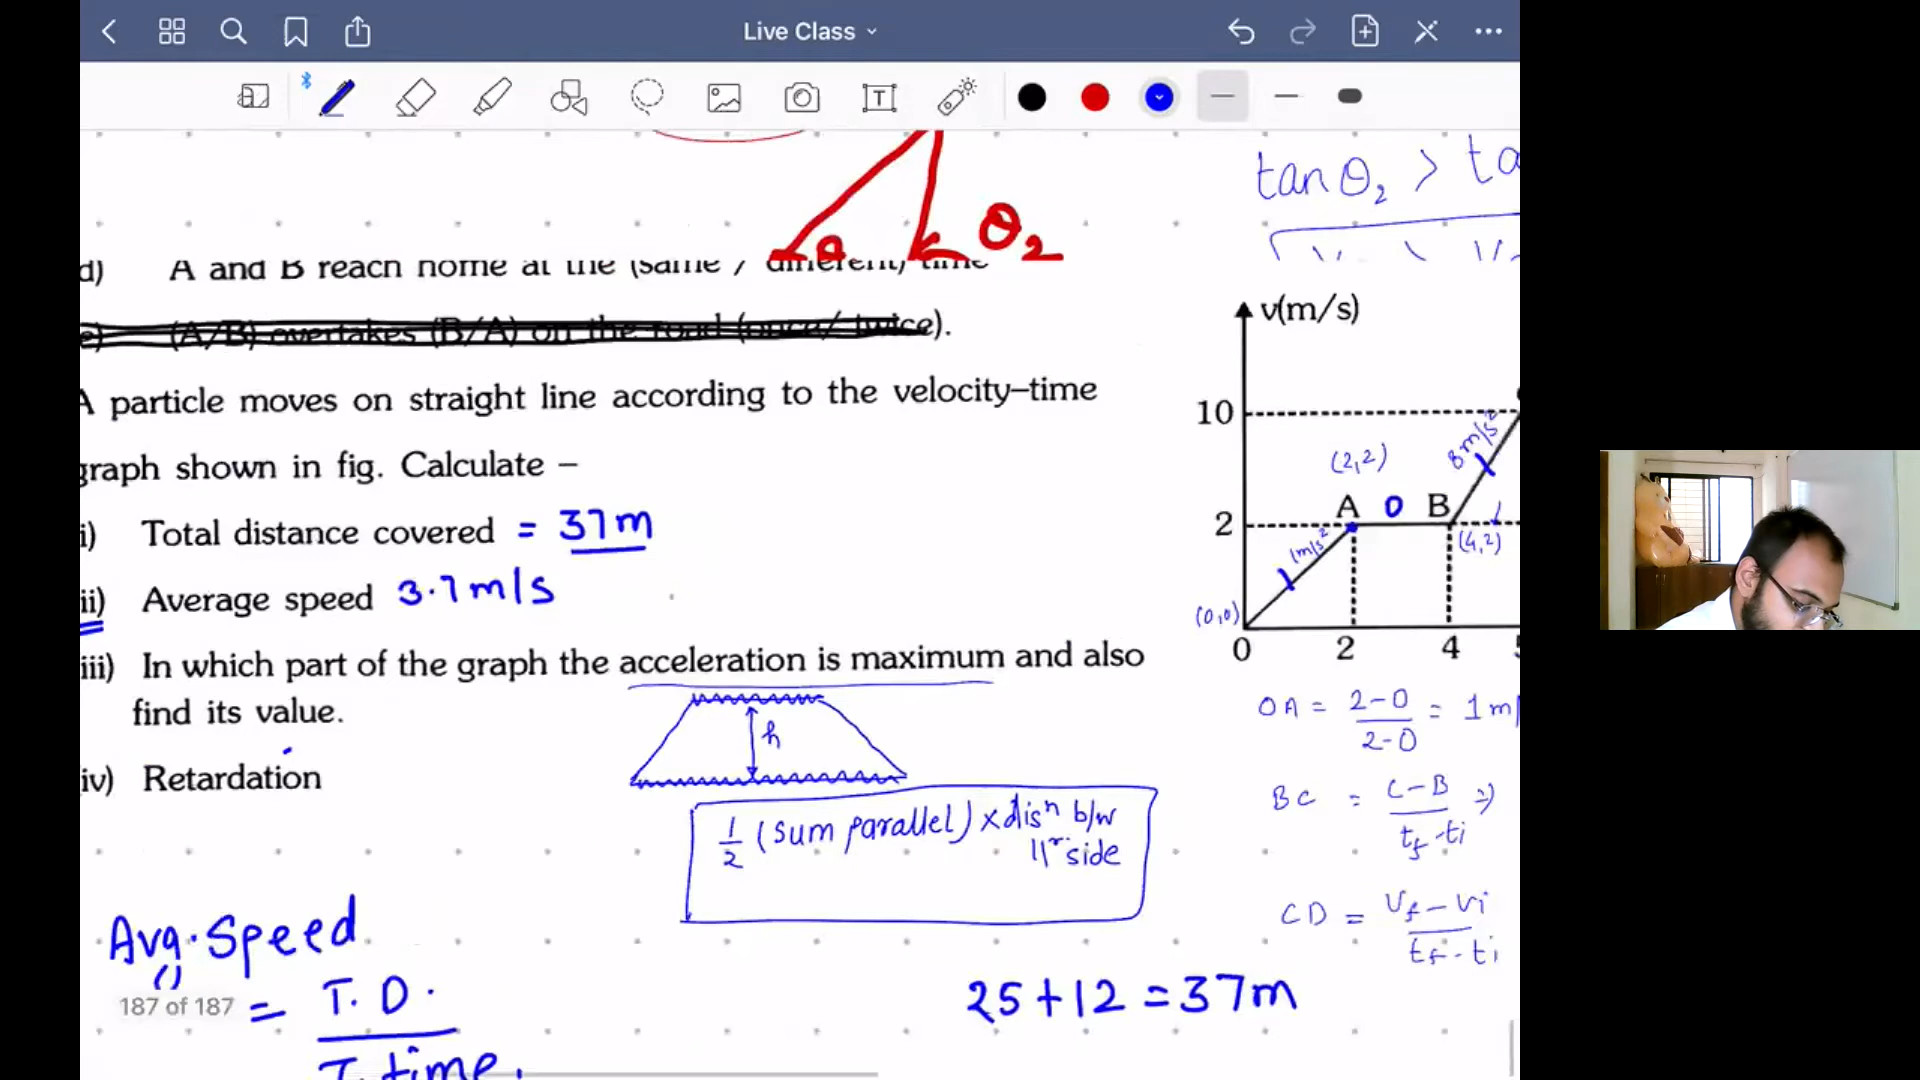 Live Class
T
tan θ₂ > ta
θ
θ₂
d) A and B reach home at the (same / different) time
e) (A/B) overtakes (B/A) on the road (once/ twice).
A particle moves on straight line according to the velocity–time
graph shown in fig. Calculate –
i) Total distance covered = 37m
ii) Average speed 3.7m/s
iii) In which part of the graph the acceleration is maximum and also
find its value.
iv) Retardation
h
1/2 (Sum parallel) × disⁿ b/w
||ʳ side
Avg. Speed
= T. D.
T. time.
25 + 12 = 37m
187 of 187
v(m/s)
10
8m/s²
(2,2)
A 0 B
2
(4,2)
1m/s²
(0,0)
0 2 4 5
OA = 2-0/2-0 = 1m/
BC = C-B/tf-ti ⇒
CD = Vf-Vi/tf-ti